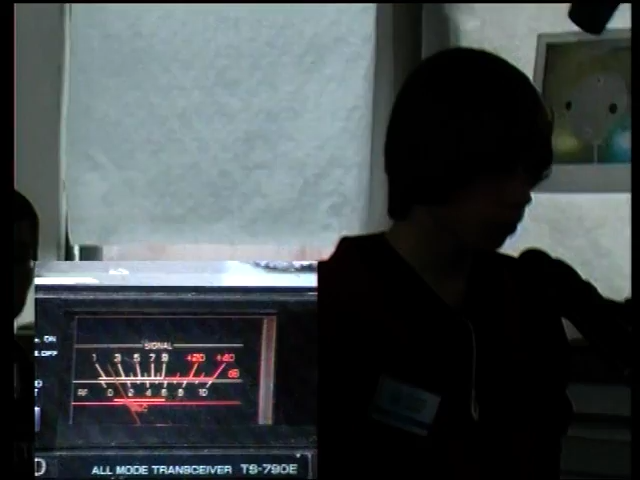 SIGNAL
1 3 5 7 9 +20 +40
dB
RF 0 2 4 6 8 10
ALC
ON
OFF
ALL MODE TRANSCEIVER TS-790E